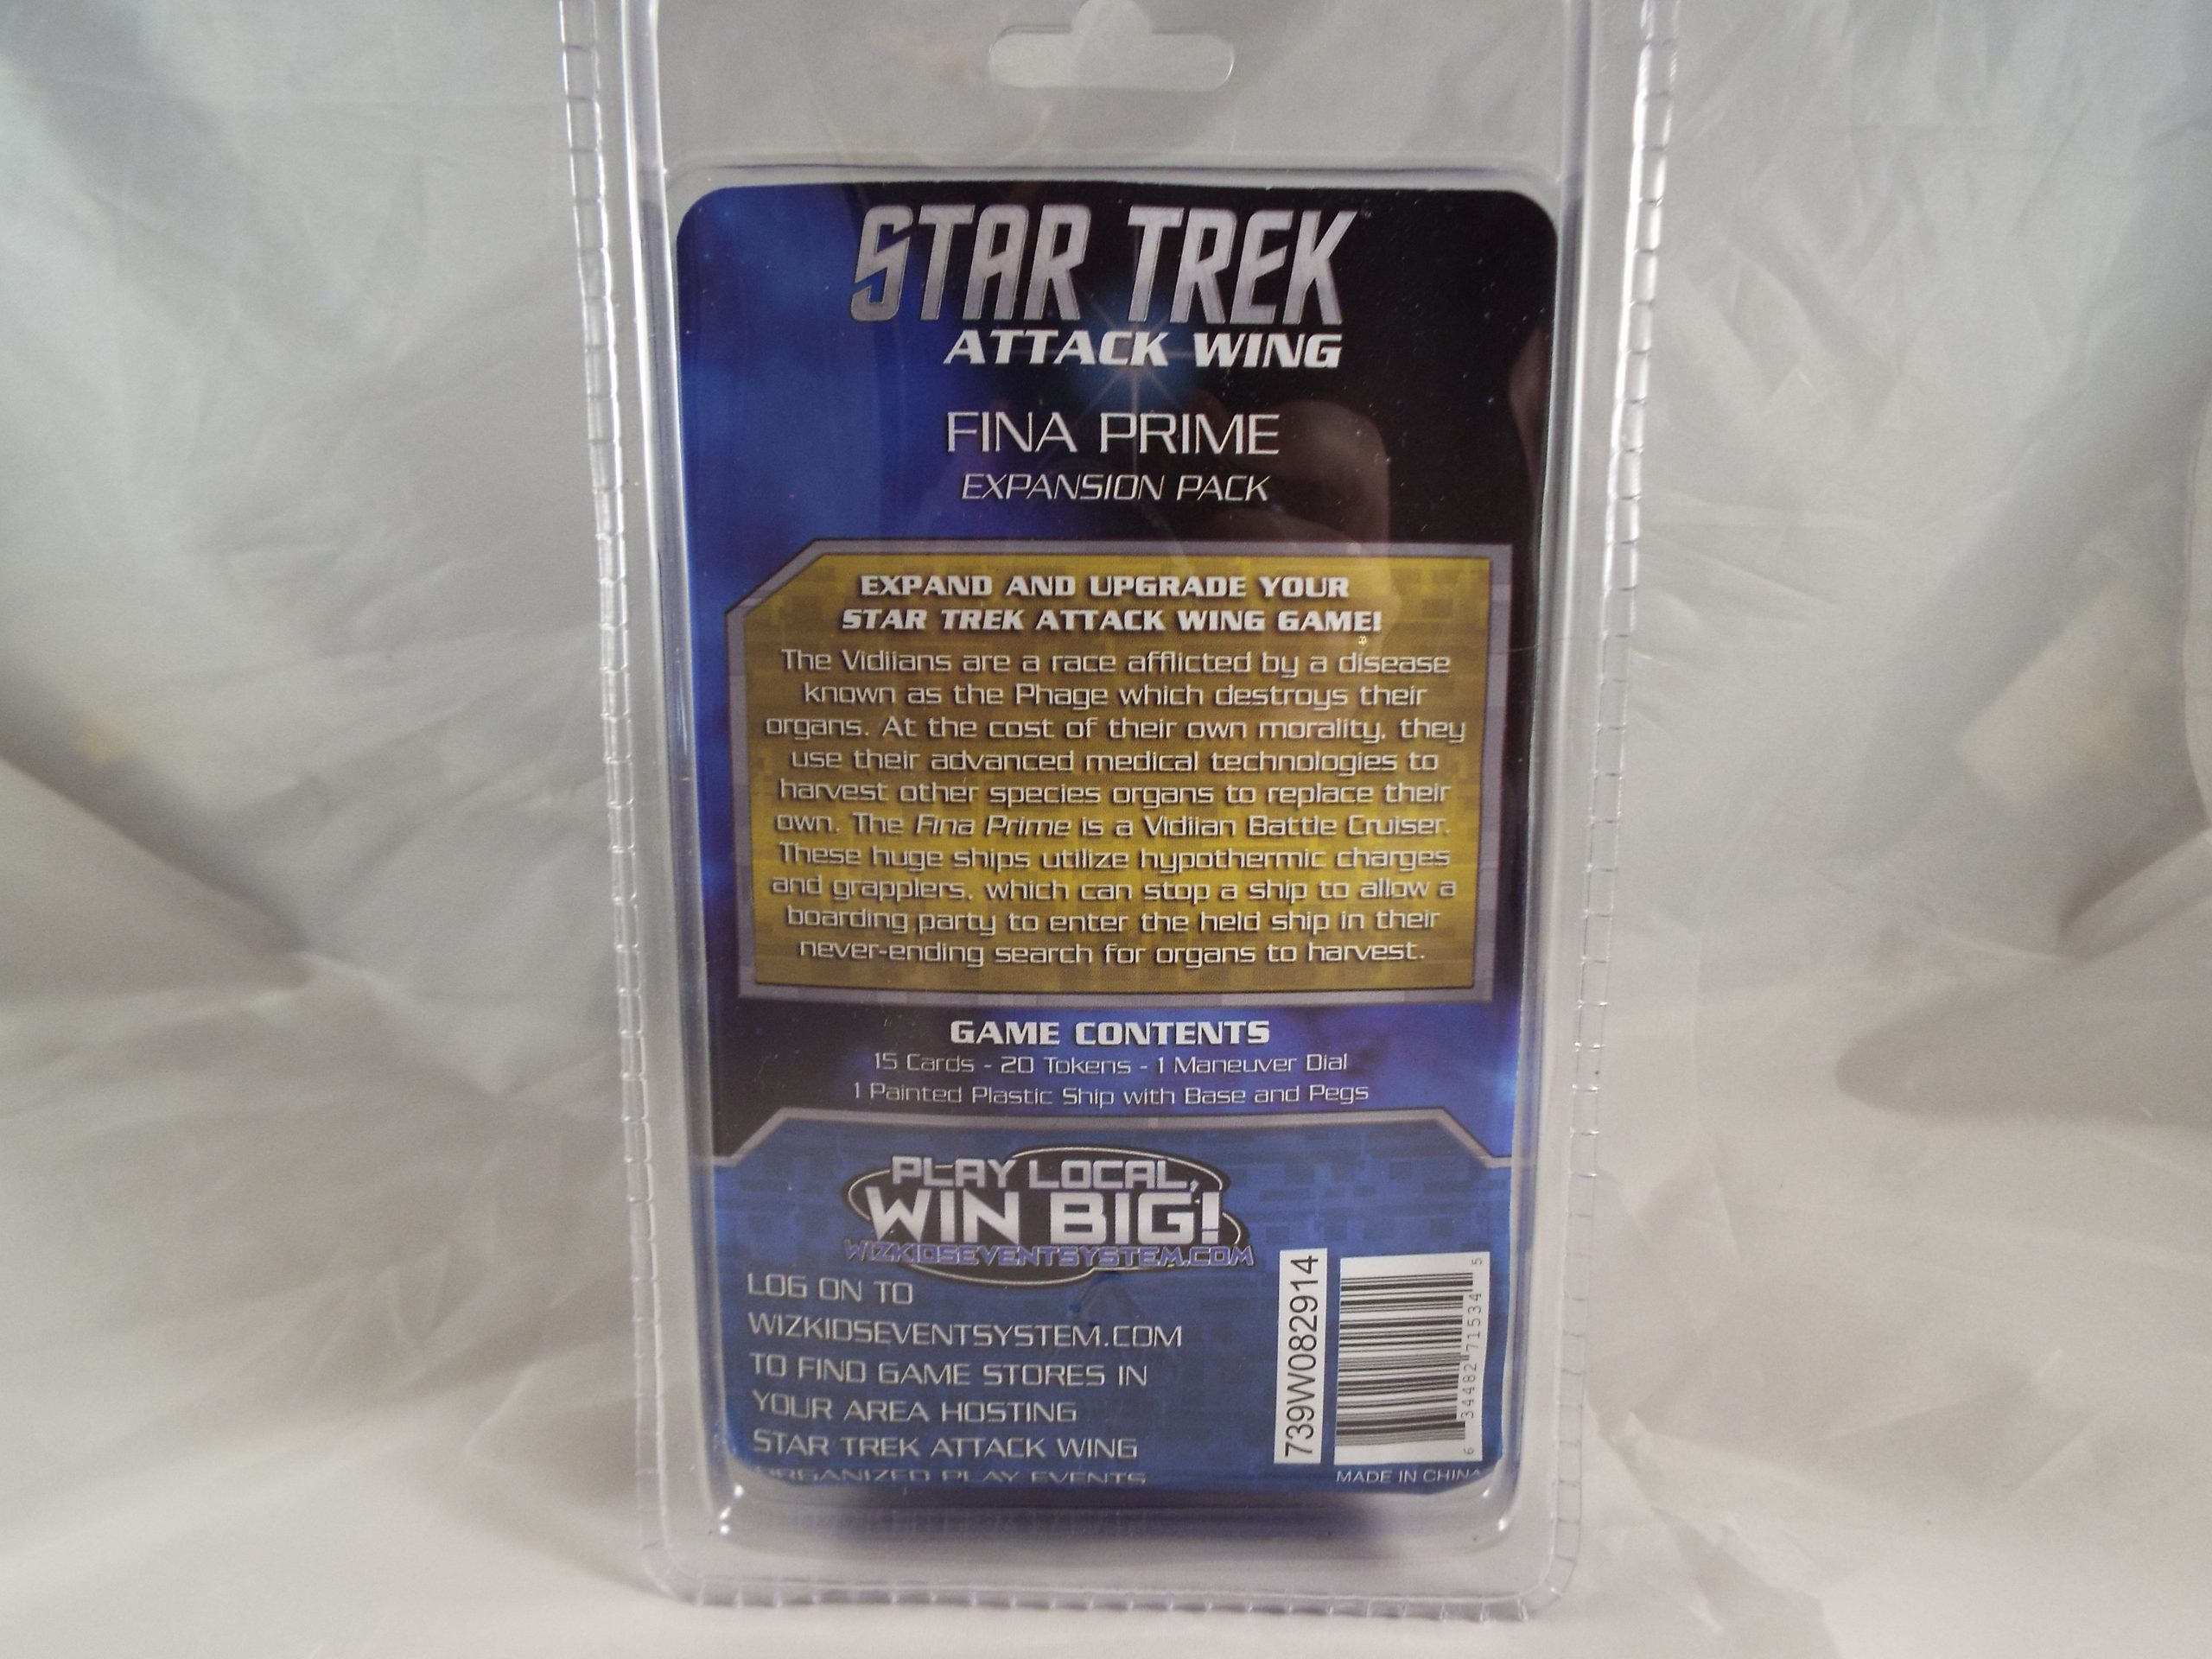 STAR TREK
ATTACK WING
FINA PRIME
EXPANSION PACK
EXPAND AND UPGRADE YOUR
STAR TREK ATTACK WING GAME!
The Vidiians are a race afflicted by a disease
known as the Phage which destroys their
organs. At the cost of their own morality, they
use their advanced medical technologies to
harvest other species organs to replace their
own. The Fina Prime is a Vidiian Battle Cruiser.
These huge ships utilize hypothermic charges
and grapplers, which can stop a ship to allow a
boarding party to enter the held ship in their
never-ending search for organs to harvest.
GAME CONTENTS
15 Cards - 20 Tokens - 1 Maneuver Dial
1 Painted Plastic Ship with Base and Pegs
PLAY LOCAL,
WIN BIG!
WIZKIDSEVENTSYSTEM.COM
LOG ON TO
WIZKIDSEVENTSYSTEM.COM
TO FIND GAME STORES IN
YOUR AREA HOSTING
STAR TREK ATTACK WING
ORGANIZED PLAY EVENTS
739W082914
6 34482 71534 5
MADE IN CHINA